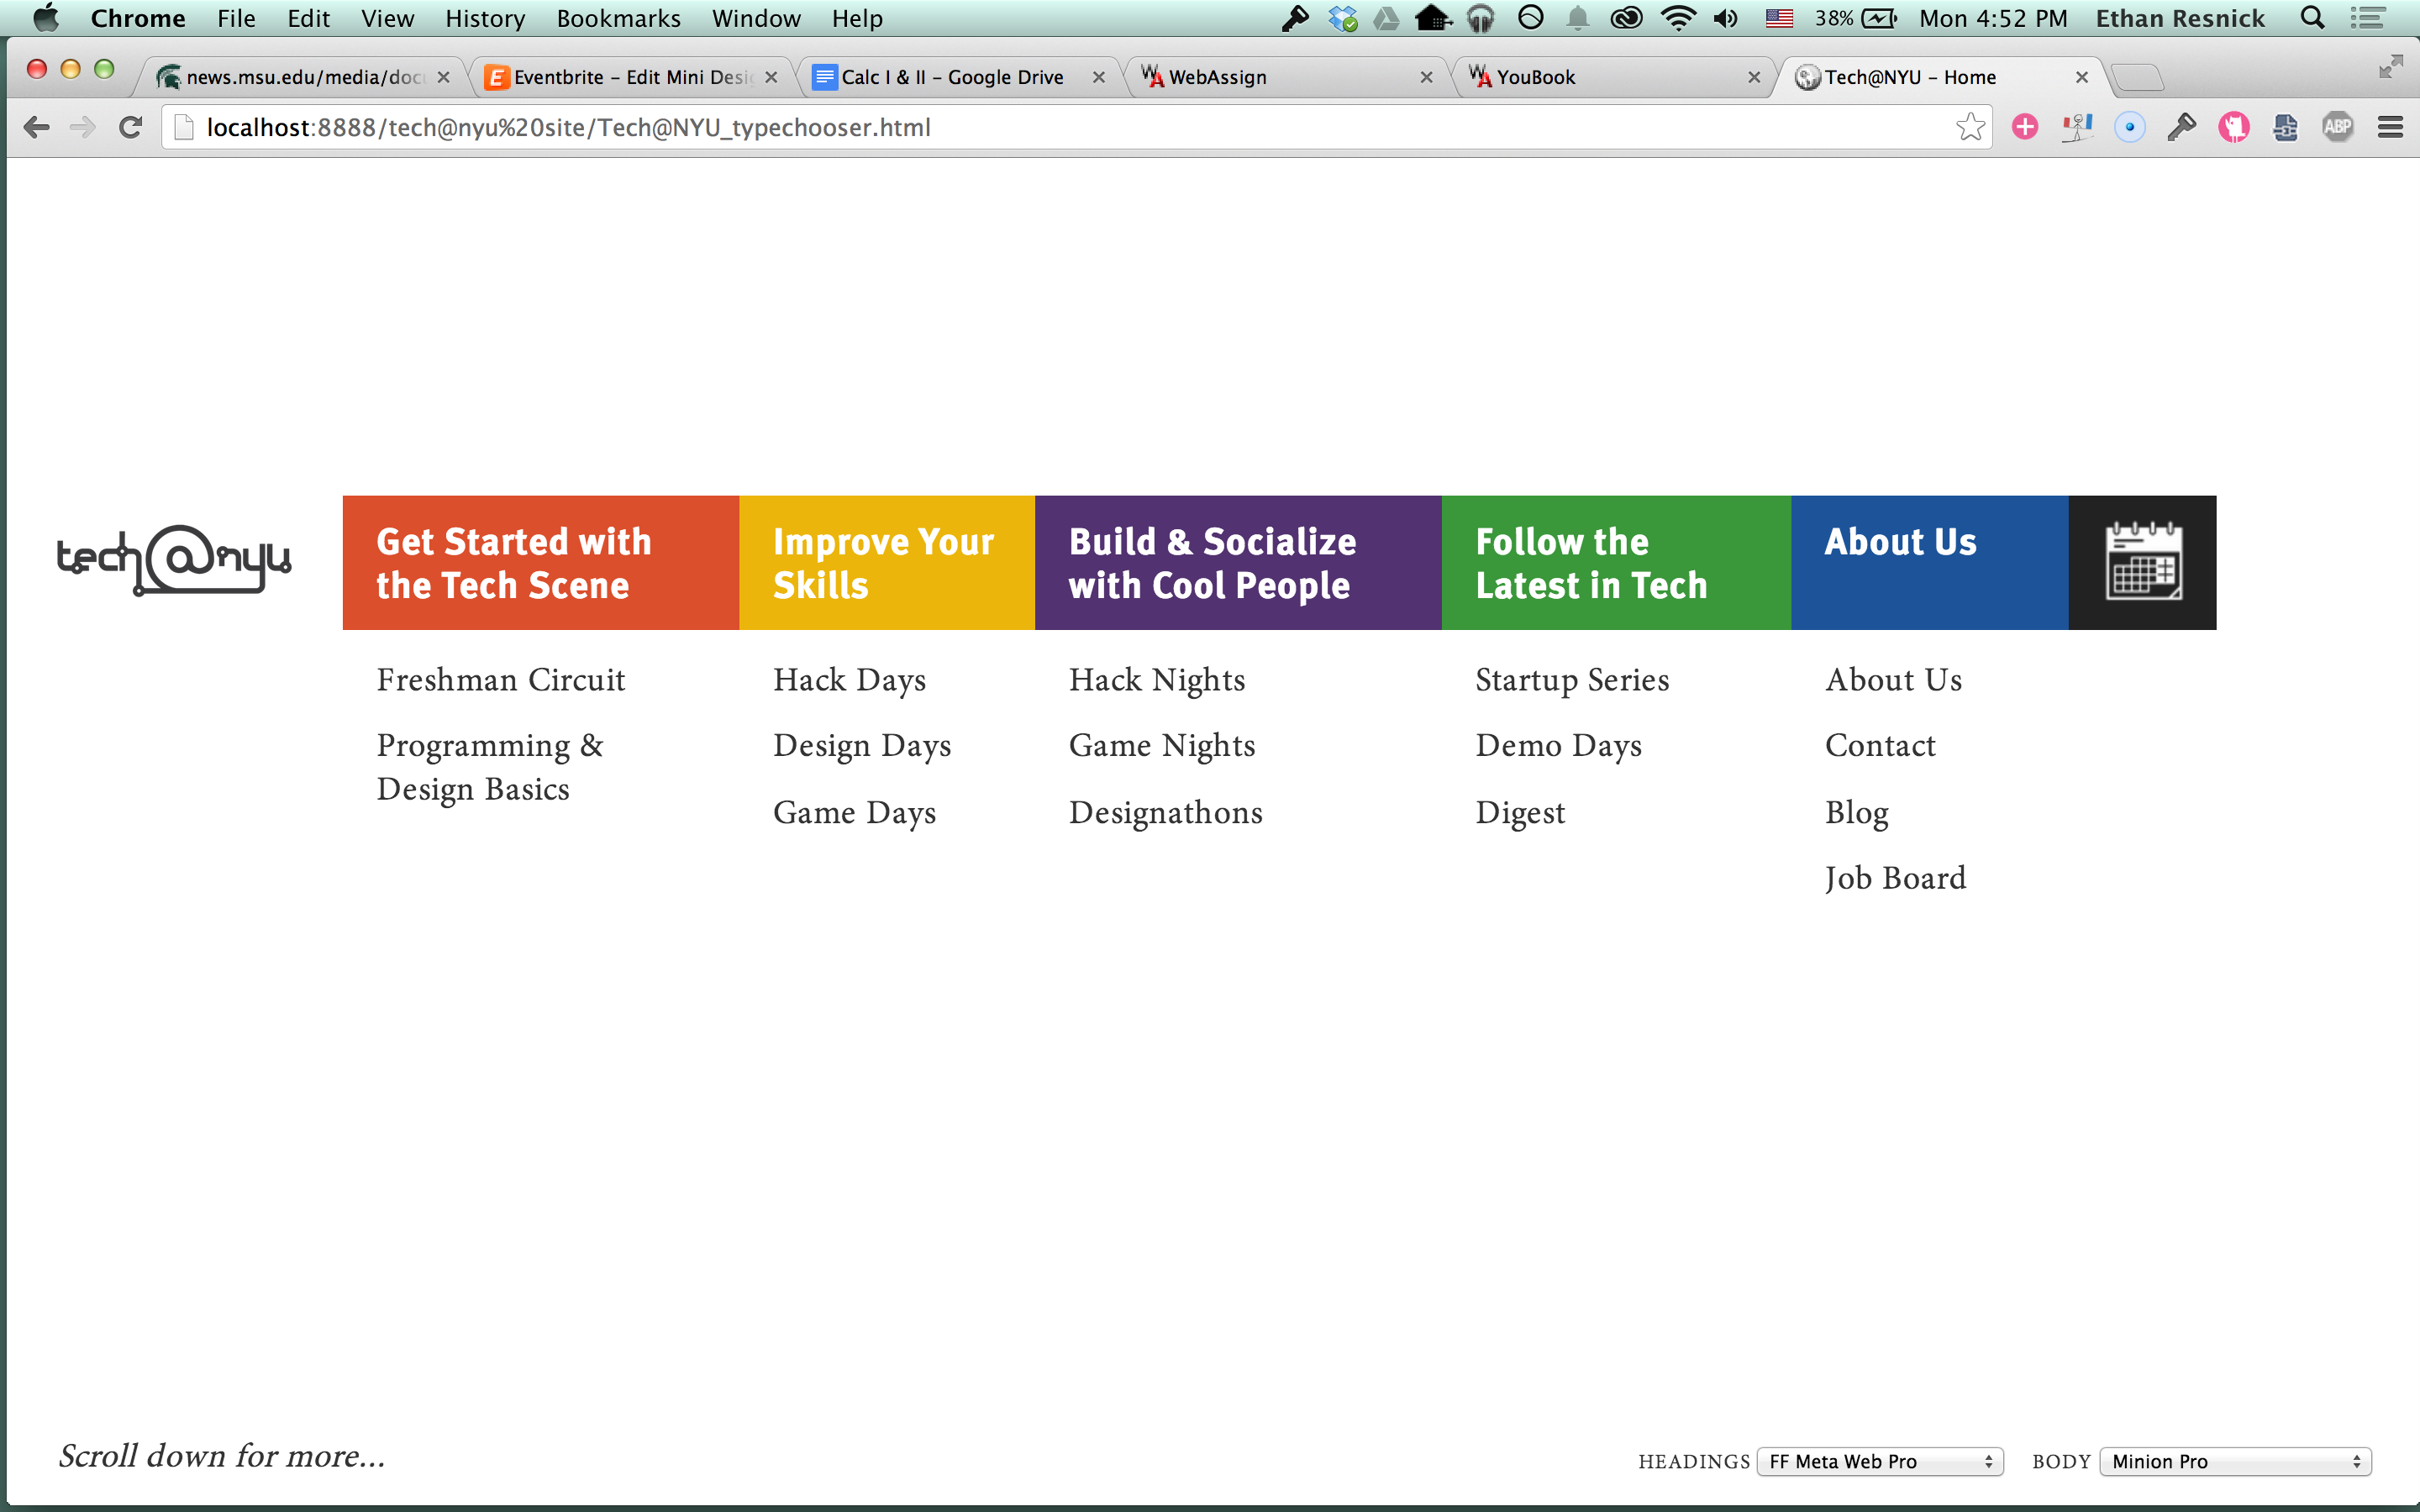 Chrome File Edit View History Bookmarks Window Help 38% Mon 4:52 PM Ethan Resnick
news.msu.edu/media/docu Eventbrite – Edit Mini Desi Calc I & II – Google Drive WebAssign YouBook Tech@NYU – Home
localhost:8888/tech@nyu%20site/Tech@NYU_typechooser.html ABP
tech@nyu
Get Started with
the Tech Scene
Improve Your
Skills
Build & Socialize
with Cool People
Follow the
Latest in Tech
About Us
Freshman Circuit
Programming &
Design Basics
Hack Days
Design Days
Game Days
Hack Nights
Game Nights
Designathons
Startup Series
Demo Days
Digest
About Us
Contact
Blog
Job Board
Scroll down for more...
HEADINGS FF Meta Web Pro BODY Minion Pro